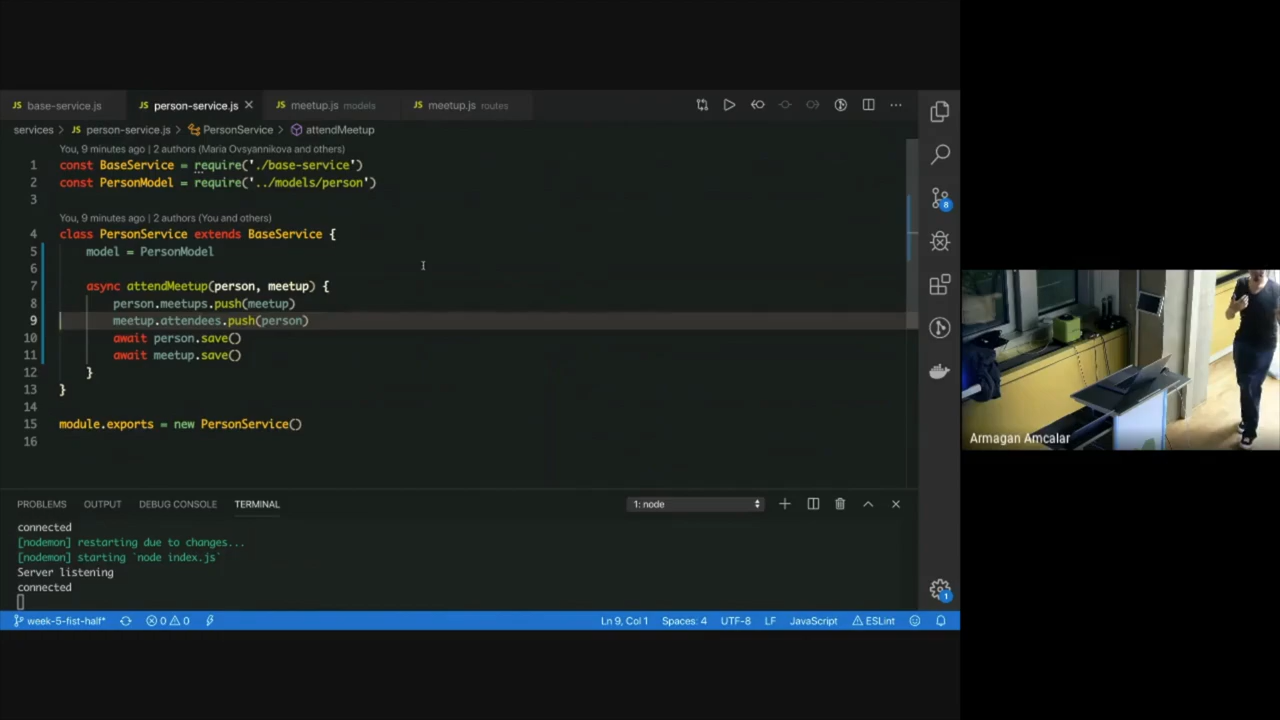 base-service.js
person-service.js
meetup.js models
meetup.js routes
services > person-service.js > PersonService > attendMeetup
You, 9 minutes ago | 2 authors (Maria Ovsyannikova and others)
1 const BaseService = require('./base-service')
2 const PersonModel = require('../models/person')
3
You, 9 minutes ago | 2 authors (You and others)
4 class PersonService extends BaseService {
5 model = PersonModel
6
7 async attendMeetup(person, meetup) {
8 person.meetups.push(meetup)
9 meetup.attendees.push(person)
10 await person.save()
11 await meetup.save()
12 }
13 }
14
15 module.exports = new PersonService()
16
8
Armagan Amcalar
PROBLEMS OUTPUT DEBUG CONSOLE TERMINAL 1: node
connected
[nodemon] restarting due to changes...
[nodemon] starting `node index.js`
Server listening
connected
1
week-5-fist-half* 0 0 Ln 9, Col 1 Spaces: 4 UTF-8 LF JavaScript ESLint